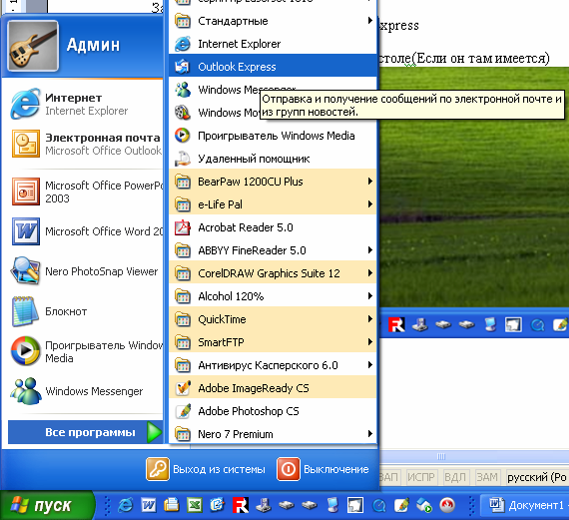 За
Админ
Интернет
Internet Explorer
Электронная почта
Microsoft Office Outlook
Microsoft Office PowerPo
2003
Microsoft Office Word 20
Nero PhotoSnap Viewer
Блокнот
Проигрыватель Window
Media
Windows Messenger
Все программы
Стандартные
Internet Explorer
Outlook Express
Windows Messenger
Windows Mo
Проигрыватель Windows Media
Удаленный помощник
BearPaw 1200CU Plus
e-Life Pal
Acrobat Reader 5.0
ABBYY FineReader 5.0
CorelDRAW Graphics Suite 12
Alcohol 120%
QuickTime
SmartFTP
Антивирус Касперского 6.0
Adobe ImageReady CS
Adobe Photoshop CS
Nero 7 Premium
Отправка и получение сообщений по электронной почте и
из групп новостей.
xpress
столе(Если он там имеется)
Выход из системы
Выключение
ЗАП ИСПР ВДЛ ЗАМ русский (Ро
пуск
Документ1 -